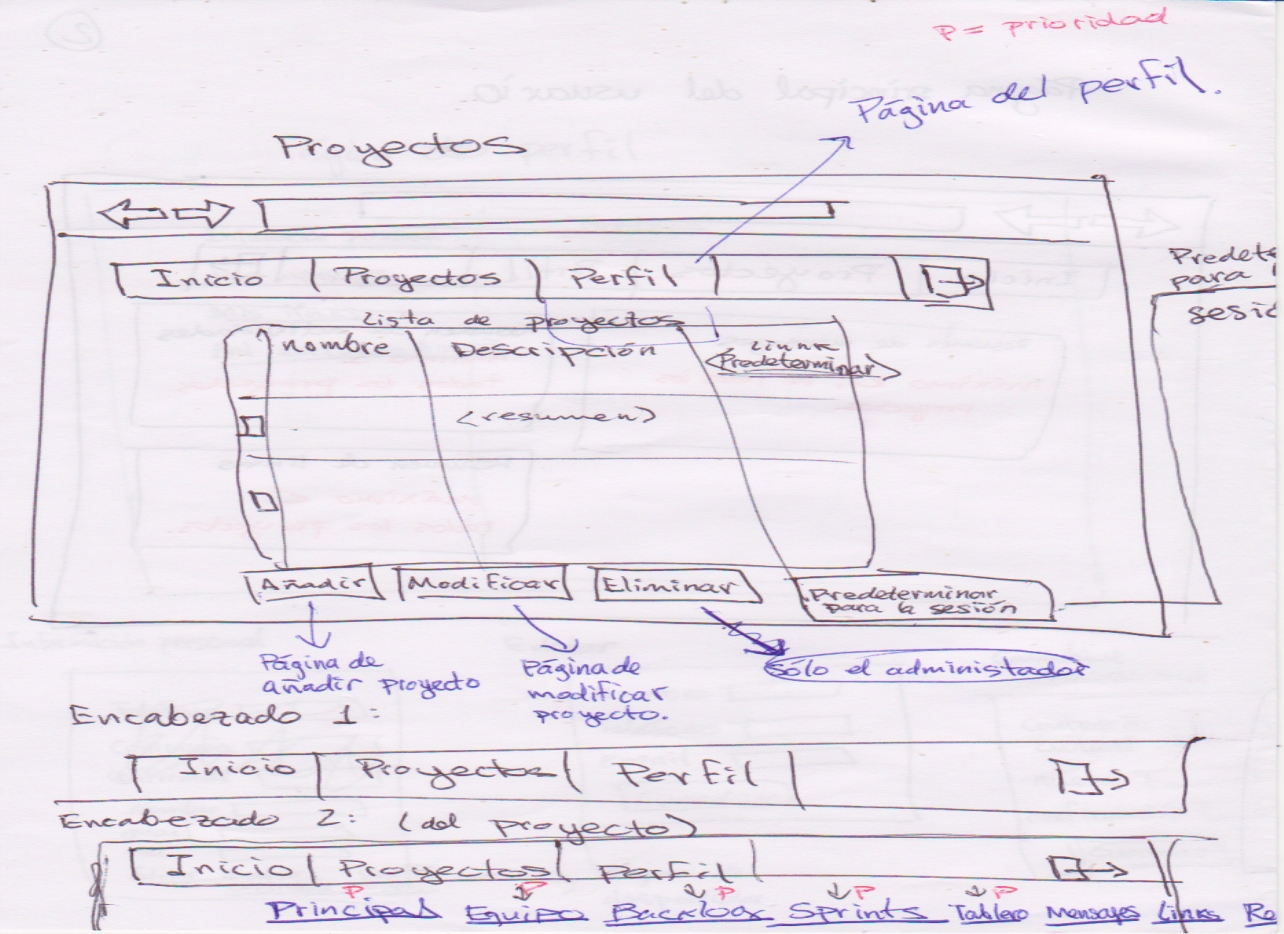 P = prioridad
Página del perfil.
Proyectos
Inicio Proyectos Perfil
Lista de proyectos
nombre Descripción Links
Predeterminar
<resumen>
Añadir Modificar Eliminar Predeterminar
para la sesión
Predete
para l
sesió
Página de
añadir proyecto
Página de
modificar
proyecto.
Sólo el administador
Encabezado 1:
Inicio Proyectos Perfil
Encabezado 2: (del proyecto)
Inicio Proyectos Perfil
P P P P P
Principal Equipo Backlog Sprints Tablero Mensajes Links Ro